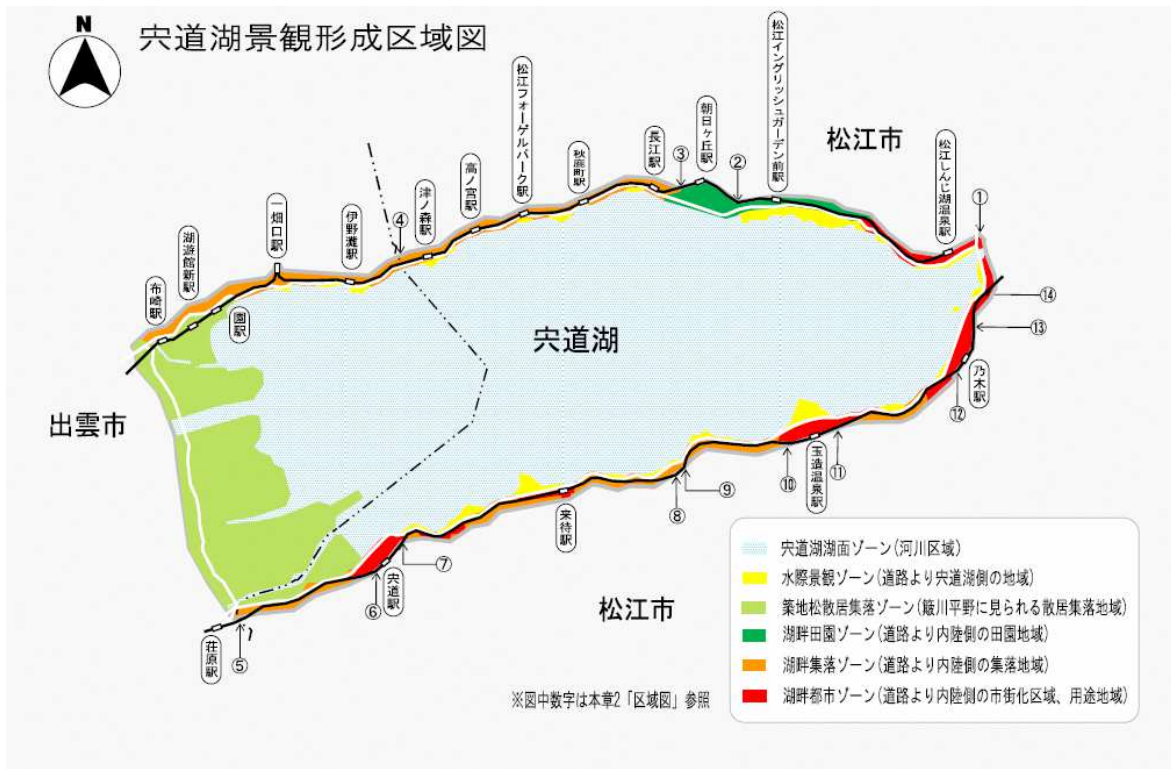 N
宍道湖景観形成区域図
松江市
松江イングリッシュガーデン前駅
朝日ヶ丘駅
②
③
長江駅
秋鹿町駅
松江フォーゲルパーク駅
高ノ宮駅
津ノ森駅
④
伊野灘駅
一畑口駅
湖遊館新駅
布崎駅
園駅
松江しんじ湖温泉駅
①
⑭
⑬
乃木駅
⑫
宍道湖
出雲市
⑪
玉造温泉駅
⑩
⑨
⑧
来待駅
⑦
宍道駅
⑥
⑤
荘原駅
松江市
宍道湖湖面ゾーン(河川区域)
水際景観ゾーン(道路より宍道湖側の地域)
築地松散居集落ゾーン(簸川平野に見られる散居集落地域)
湖畔田園ゾーン(道路より内陸側の田園地域)
湖畔集落ゾーン(道路より内陸側の集落地域)
湖畔都市ゾーン(道路より内陸側の市街化区域、用途地域)
※図中数字は本章2「区域図」参照